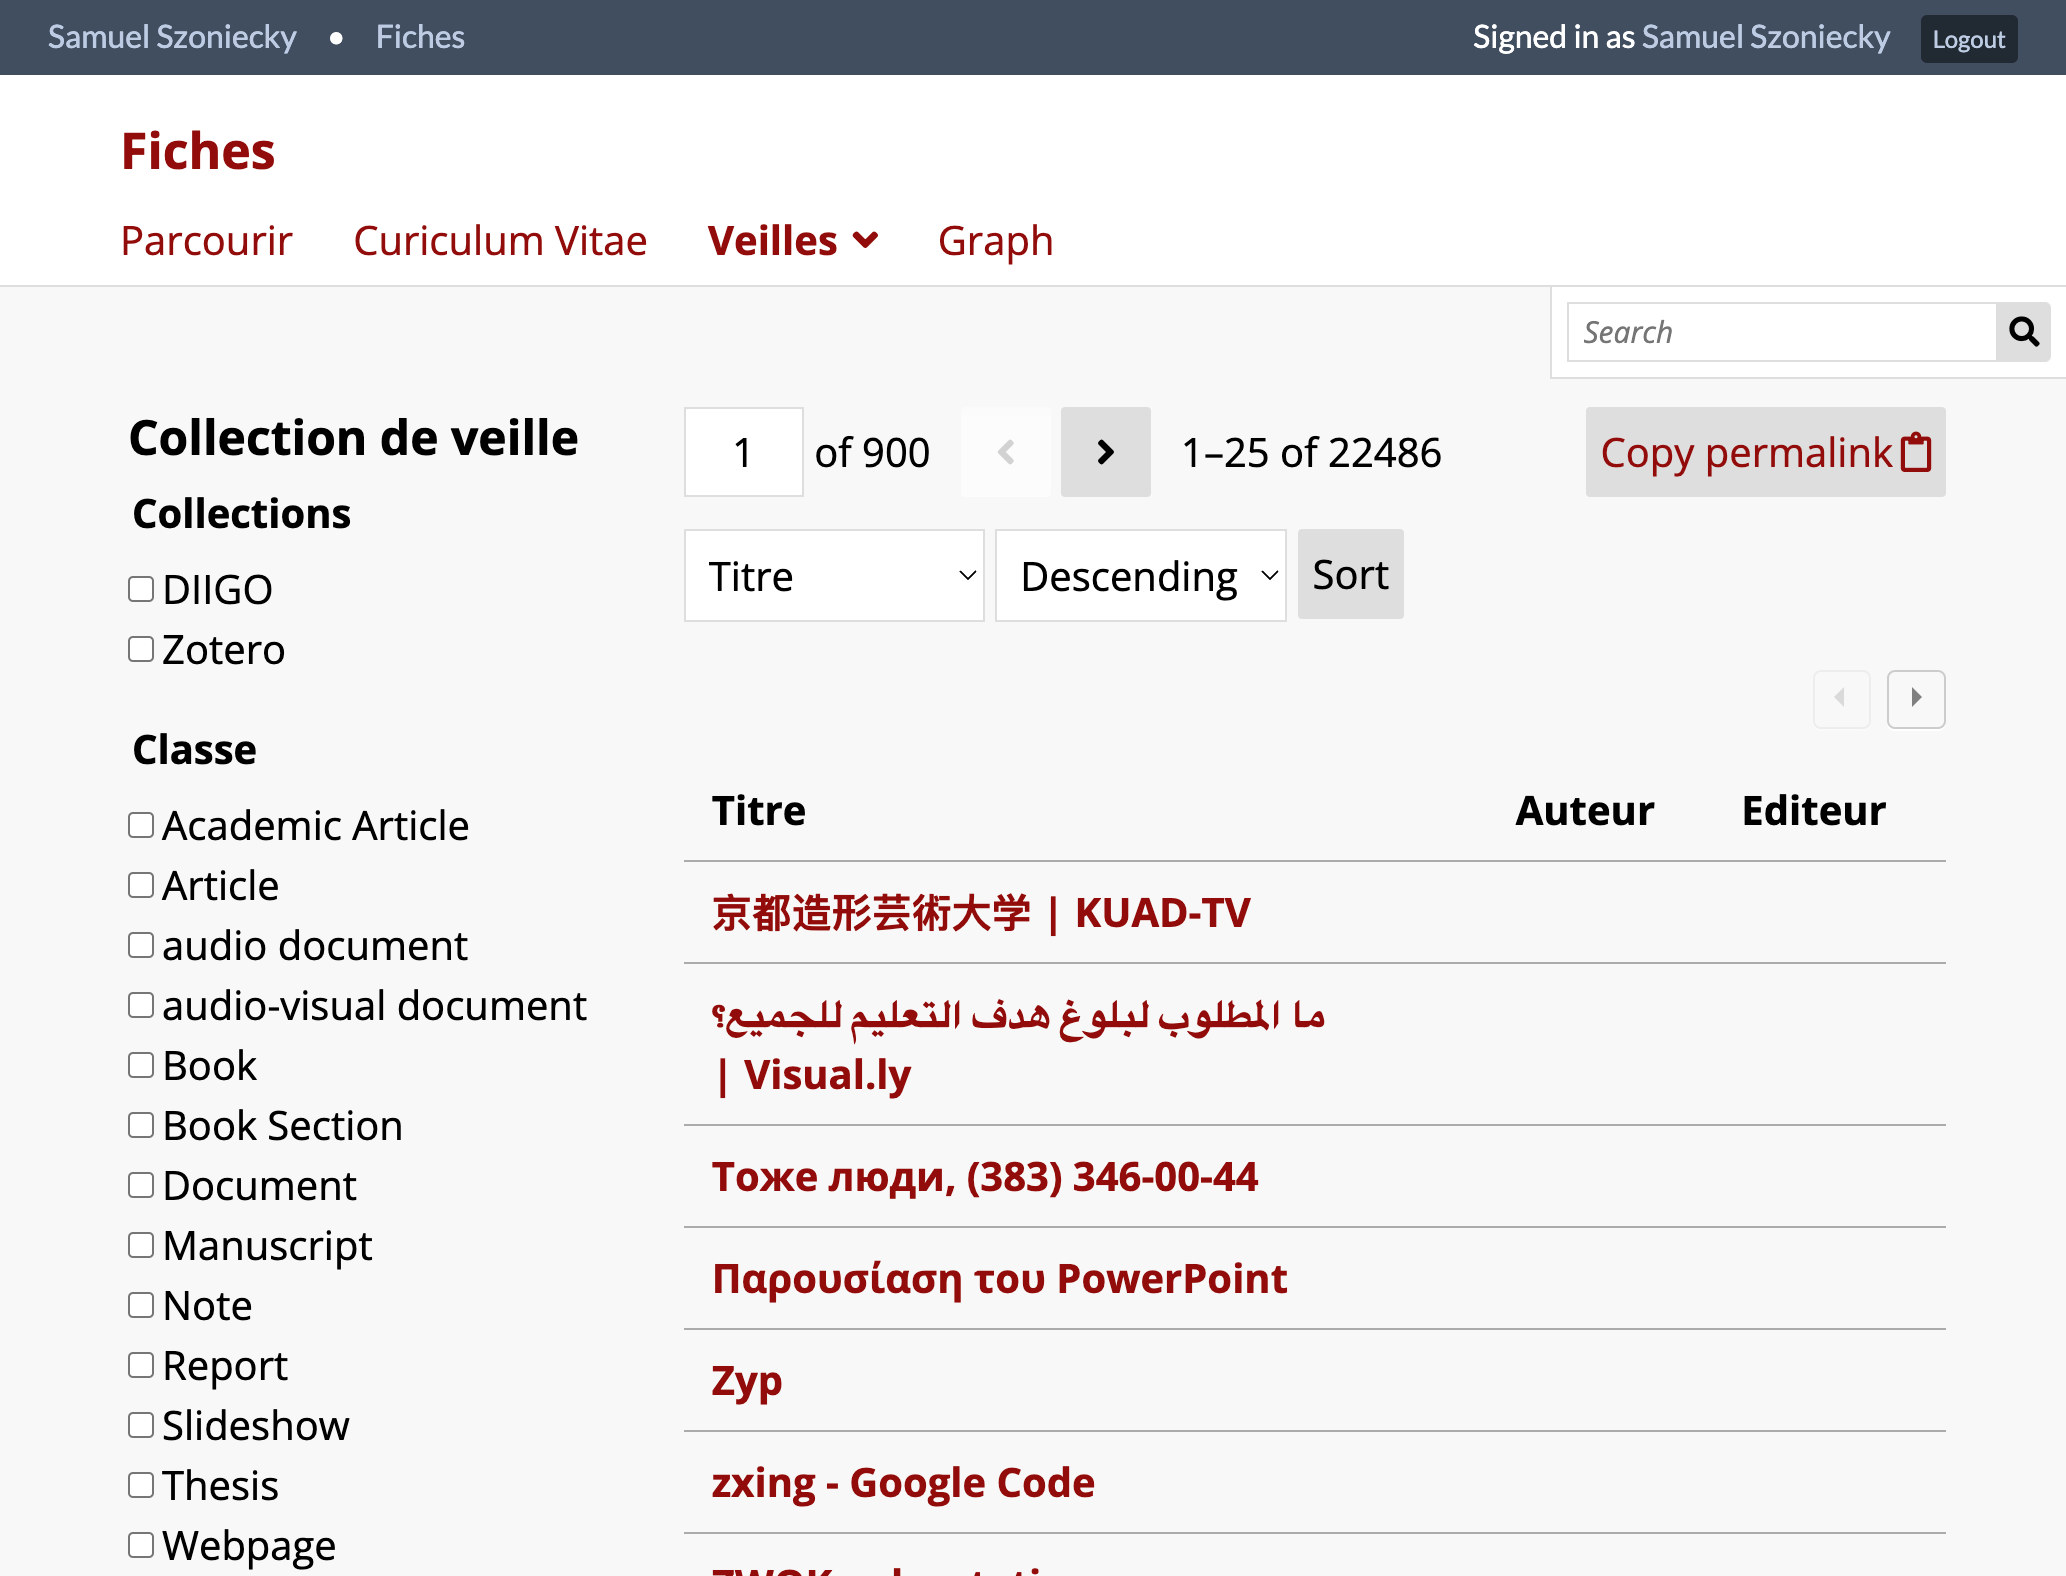 Samuel Szoniecky • Fiches
Signed in as Samuel Szoniecky Logout
Fiches
Parcourir Curiculum Vitae Veilles Graph
Search
Collection de veille
Collections
DIIGO
Zotero
Classe
Academic Article
Article
audio document
audio-visual document
Book
Book Section
Document
Manuscript
Note
Report
Slideshow
Thesis
Webpage
1 of 900 1–25 of 22486 Copy permalink
Titre Descending Sort
Titre Auteur Editeur
京都造形芸術大学 | KUAD-TV
ما المطلوب لبلوغ هدف التعليم للجميع؟
| Visual.ly
Тоже люди, (383) 346-00-44
Παρουσίαση του PowerPoint
Zyp
zxing - Google Code